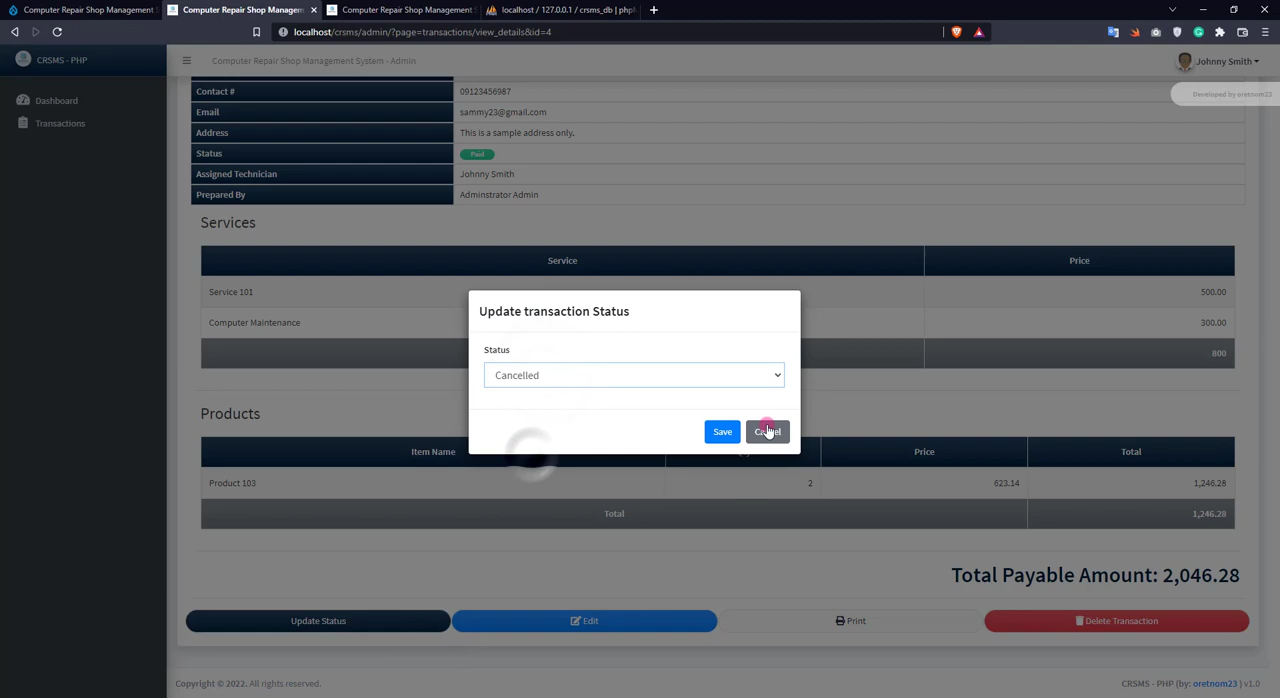 Computer Repair Shop Management S
Computer Repair Shop Managem
Computer Repair Shop Management S
localhost / 127.0.0.1 / crsms_db | php
localhost/crsms/admin/?page=transactions/view_details&id=4
CRSMS - PHP
Computer Repair Shop Management System - Admin
Johnny Smith
Developed by oretnom23
Dashboard
Transactions
Contact #
09123456987
Email
sammy23@gmail.com
Address
This is a sample address only.
Status
Paid
Assigned Technician
Johnny Smith
Prepared By
Adminstrator Admin
Services
Service
Price
Service 101
500.00
Computer Maintenance
300.00
800
Update transaction Status
Status
Cancelled
Save
Cancel
Products
Item Name
Price
Total
Product 103
2
623.14
1,246.28
Total
1,246.28
Total Payable Amount: 2,046.28
Update Status
Edit
Print
Delete Transaction
Copyright © 2022. All rights reserved.
CRSMS - PHP (by: oretnom23 ) v1.0